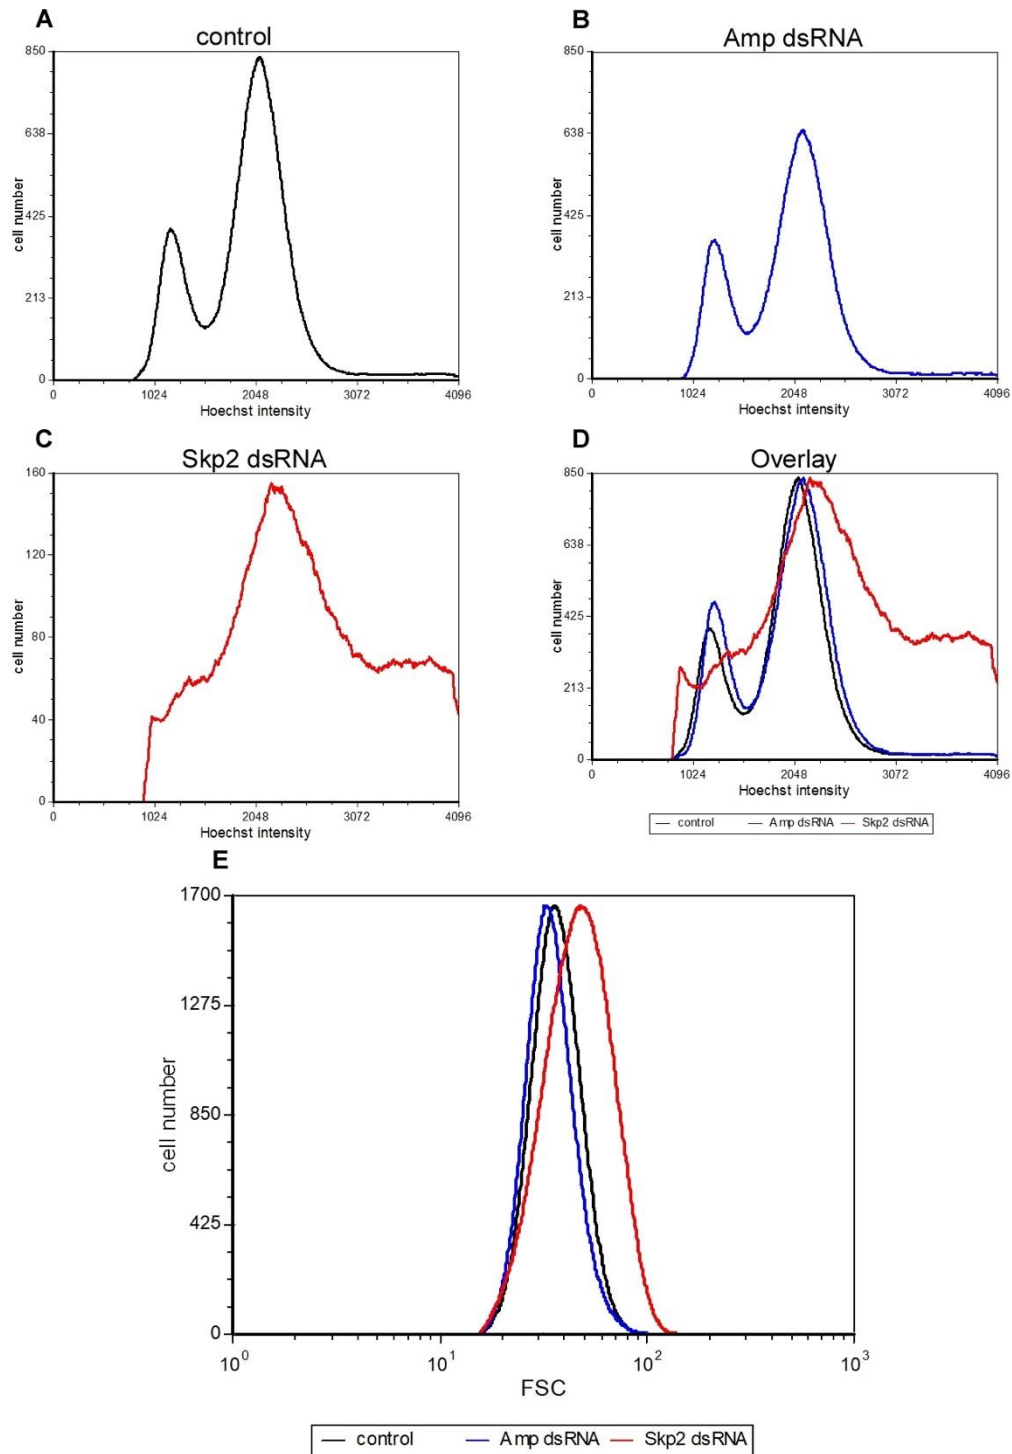 A
control
850
638
425
213
0
cell number
0 1024 2048 3072 4096
Hoechst intensity
B
Amp dsRNA
850
638
425
213
0
cell number
0 1024 2048 3072 4096
Hoechst intensity
C
Skp2 dsRNA
160
120
80
40
0
cell number
0 1024 2048 3072 4096
Hoechst intensity
D
Overlay
850
638
425
213
0
cell number
0 1024 2048 3072 4096
Hoechst intensity
control Amp dsRNA Skp2 dsRNA
E
1700
1275
850
425
0
cell number
10⁰ 10¹ 10² 10³
FSC
control Amp dsRNA Skp2 dsRNA